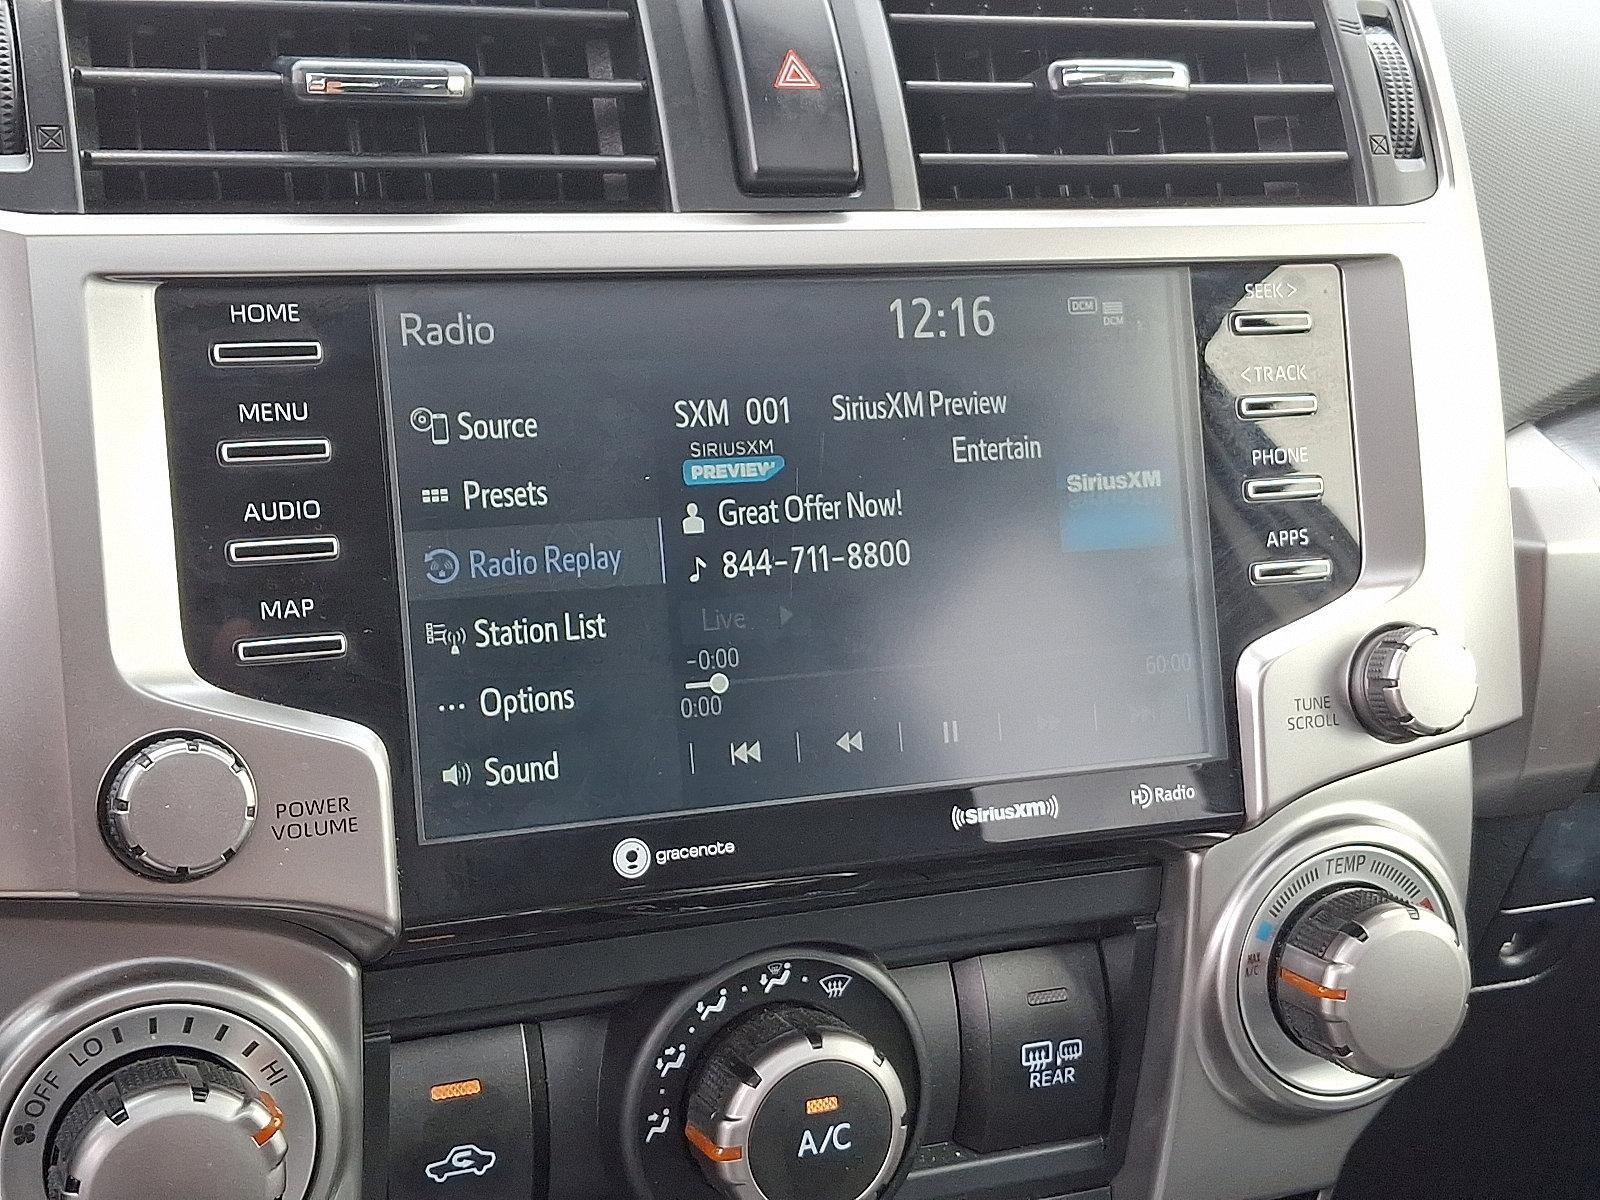 HOME
MENU
AUDIO
MAP
POWER
VOLUME
Radio
12:16
DCM
DCM
Source
Presets
Radio Replay
Station List
Options
Sound
SXM 001
SiriusXM Preview
SIRIUSXM
PREVIEW
Entertain
SiriusXM
Great Offer Now!
844-711-8800
Live
-0:00
60:00
0:00
SEEK >
< TRACK
PHONE
APPS
TUNE
SCROLL
gracenote
((SiriusXM))
HD Radio
OFF
LO
HI
A/C
REAR
TEMP
MAX
A/C